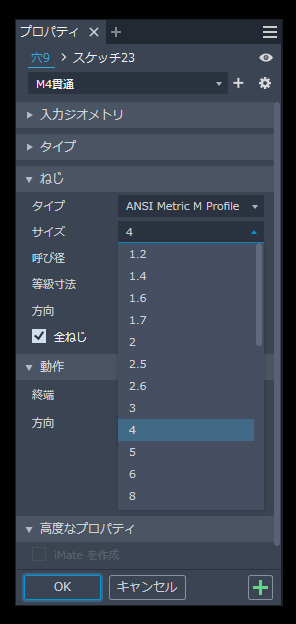 プロパティ × +
穴9 > スケッチ23
M4貫通
入力ジオメトリ
タイプ
ねじ
タイプ ANSI Metric M Profile
サイズ 4
呼び径
等級寸法
方向
全ねじ
動作
終端
方向
1.2
1.4
1.6
1.7
2
2.5
2.6
3
4
5
6
8
高度なプロパティ
iMate を作成
OK キャンセル